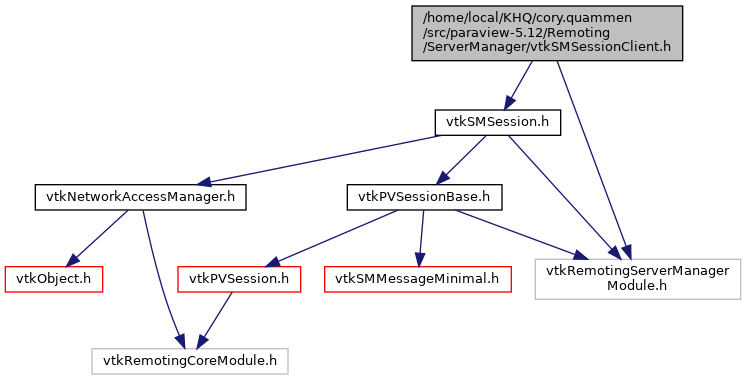 /home/local/KHQ/cory.quammen
/src/paraview-5.12/Remoting
/ServerManager/vtkSMSessionClient.h
vtkSMSession.h
vtkNetworkAccessManager.h
vtkPVSessionBase.h
vtkObject.h
vtkPVSession.h
vtkSMMessageMinimal.h
vtkRemotingServerManager
Module.h
vtkRemotingCoreModule.h